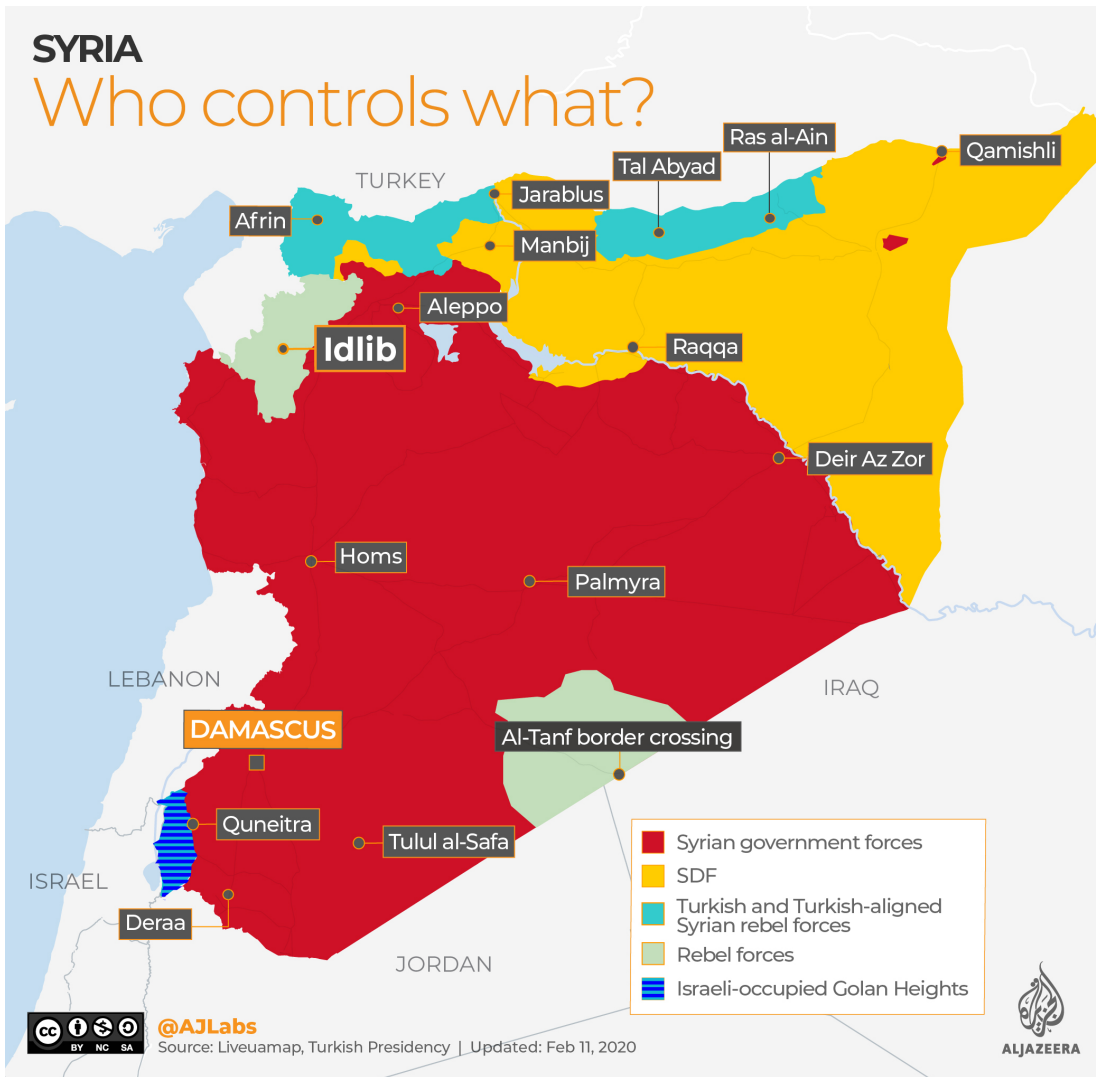 SYRIA
Who controls what?
Ras al-Ain
Qamishli
Tal Abyad
TURKEY
Jarablus
Afrin
Manbij
Aleppo
Idlib
Raqqa
Deir Az Zor
Homs
Palmyra
LEBANON
IRAQ
DAMASCUS
Al-Tanf border crossing
Quneitra
Tulul al-Safa
ISRAEL
Deraa
JORDAN
Syrian government forces
SDF
Turkish and Turkish-aligned
Syrian rebel forces
Rebel forces
Israeli-occupied Golan Heights
cc
BY NC SA
@AJLabs
Source: Liveuamap, Turkish Presidency | Updated: Feb 11, 2020
الجزيرة
ALJAZEERA